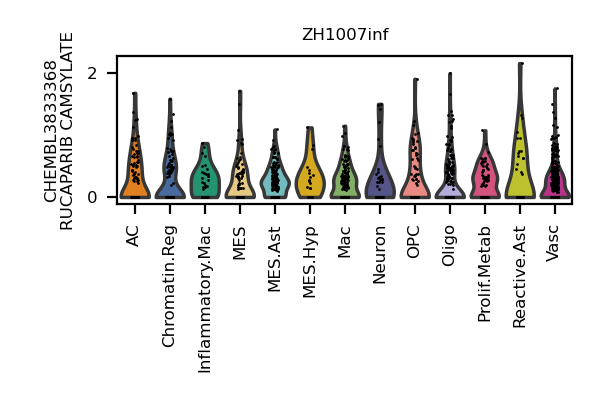 ZH1007inf
CHEMBL3833368
RUCAPARIB CAMSYLATE
2
0
AC
Chromatin.Reg
Inflammatory.Mac
MES
MES.Ast
MES.Hyp
Mac
Neuron
OPC
Oligo
Prolif.Metab
Reactive.Ast
Vasc